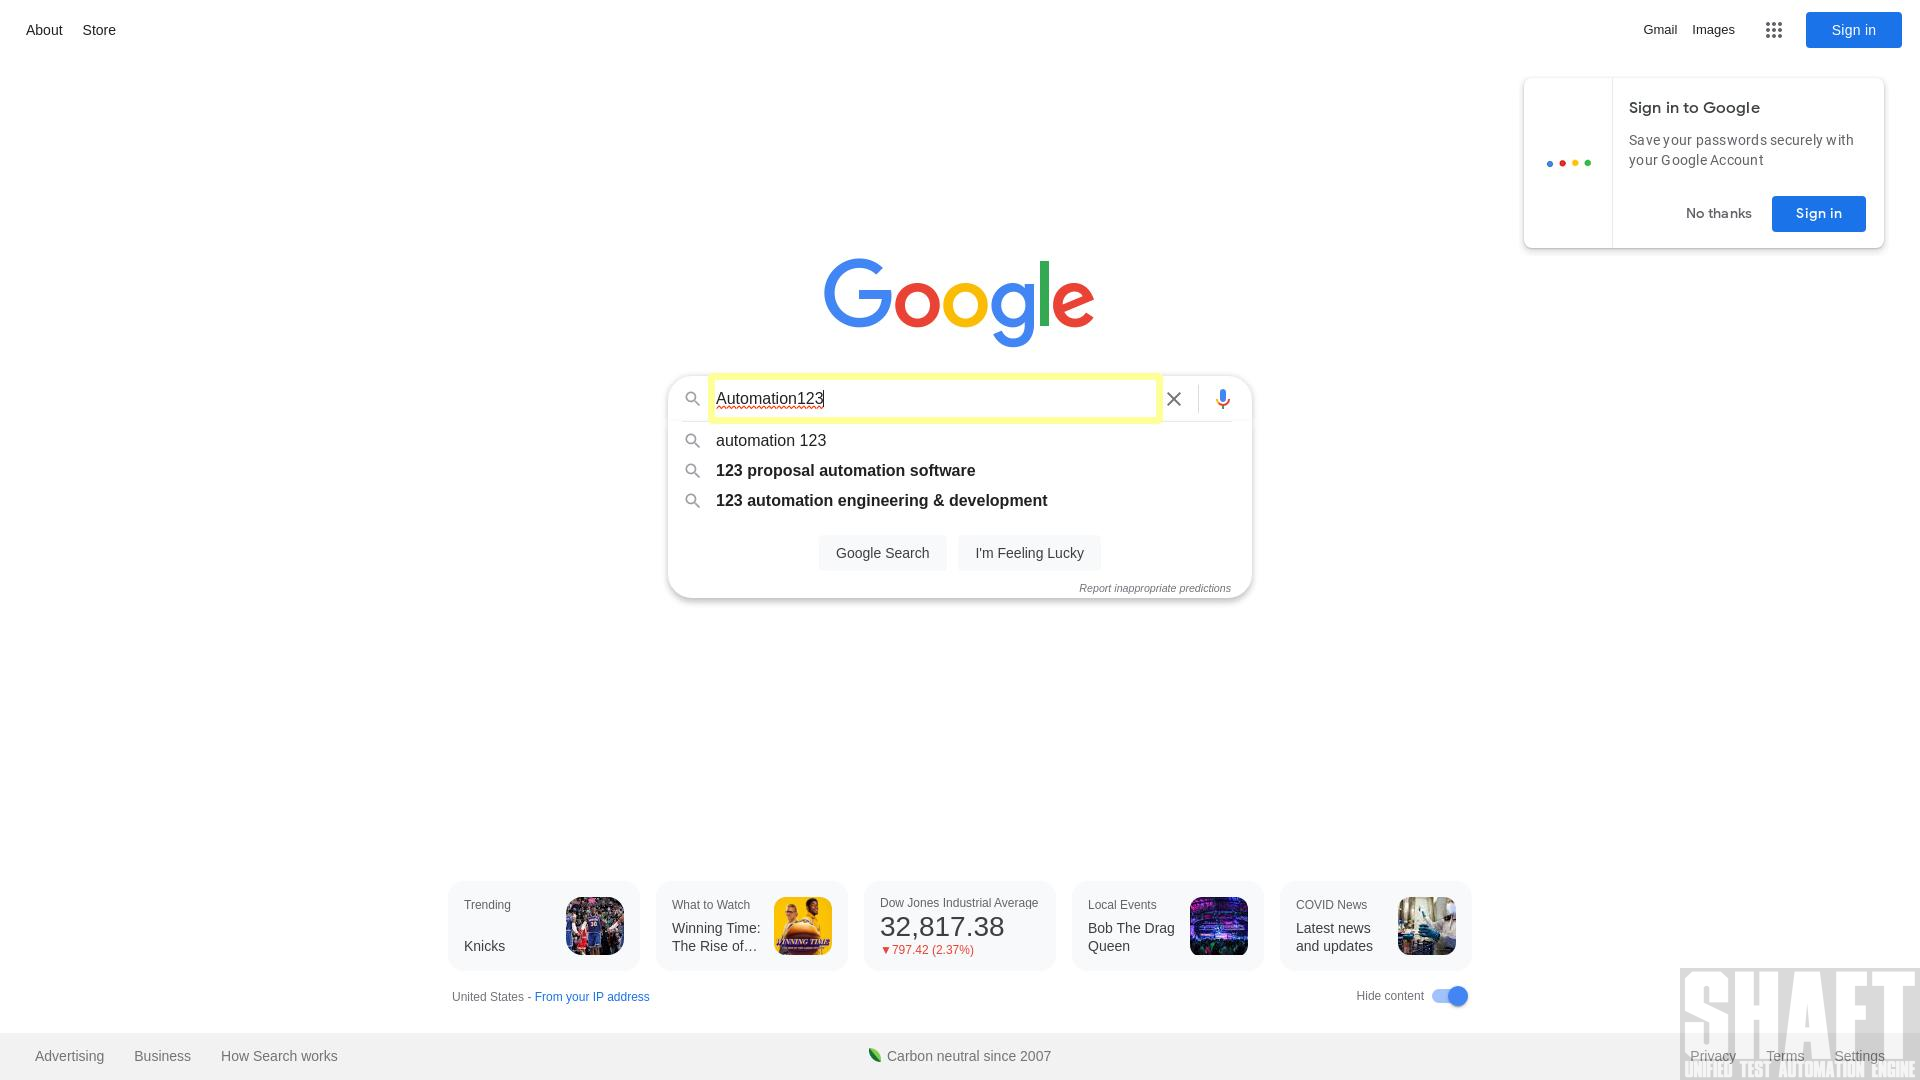 About Store
Gmail Images Sign in
Sign in to Google
Save your passwords securely with
your Google Account
No thanks Sign in
Google
Automation123
automation 123
123 proposal automation software
123 automation engineering & development
Google Search I'm Feeling Lucky
Report inappropriate predictions
Trending
Knicks
What to Watch
Winning Time:
The Rise of...
WINNING TIME
Dow Jones Industrial Average
32,817.38
▼797.42 (2.37%)
Local Events
Bob The Drag
Queen
COVID News
Latest news
and updates
United States - From your IP address
Hide content
SHAFT
UNIFIED TEST AUTOMATION ENGINE
Advertising Business How Search works
Carbon neutral since 2007
Privacy Terms Settings